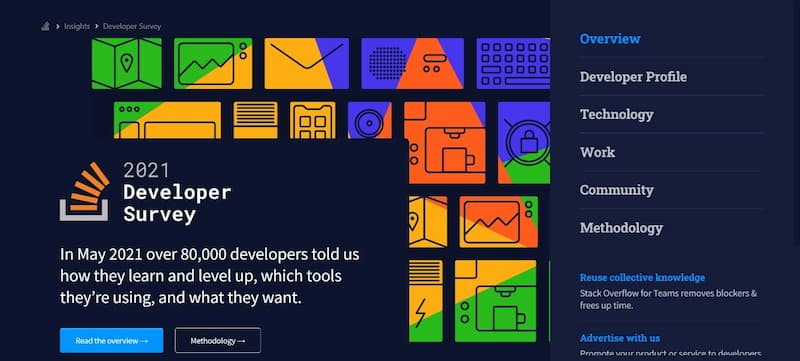 Insights
Developer Survey
2021
Developer
Survey
In May 2021 over 80,000 developers told us
how they learn and level up, which tools
they’re using, and what they want.
Read the overview →
Methodology →
Overview
Developer Profile
Technology
Work
Community
Methodology
Reuse collective knowledge
Stack Overflow for Teams removes blockers &
frees up time.
Advertise with us
Promote your product or service to developers